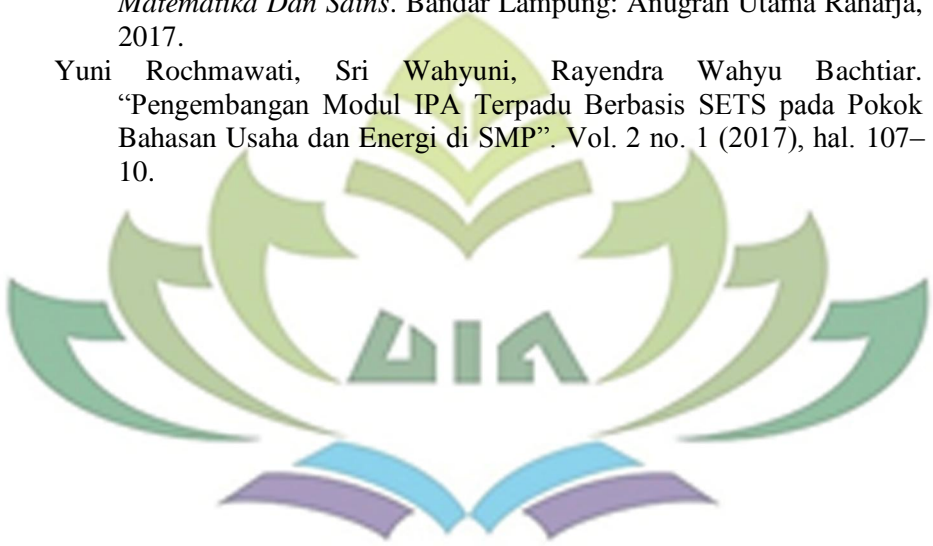 Matematika Dan Sains. Bandar Lampung: Anugrah Utama Raharja,
2017.
Yuni Rochmawati, Sri Wahyuni, Rayendra Wahyu Bachtiar.
“Pengembangan Modul IPA Terpadu Berbasis SETS pada Pokok
Bahasan Usaha dan Energi di SMP”. Vol. 2 no. 1 (2017), hal. 107–
10.
UIN